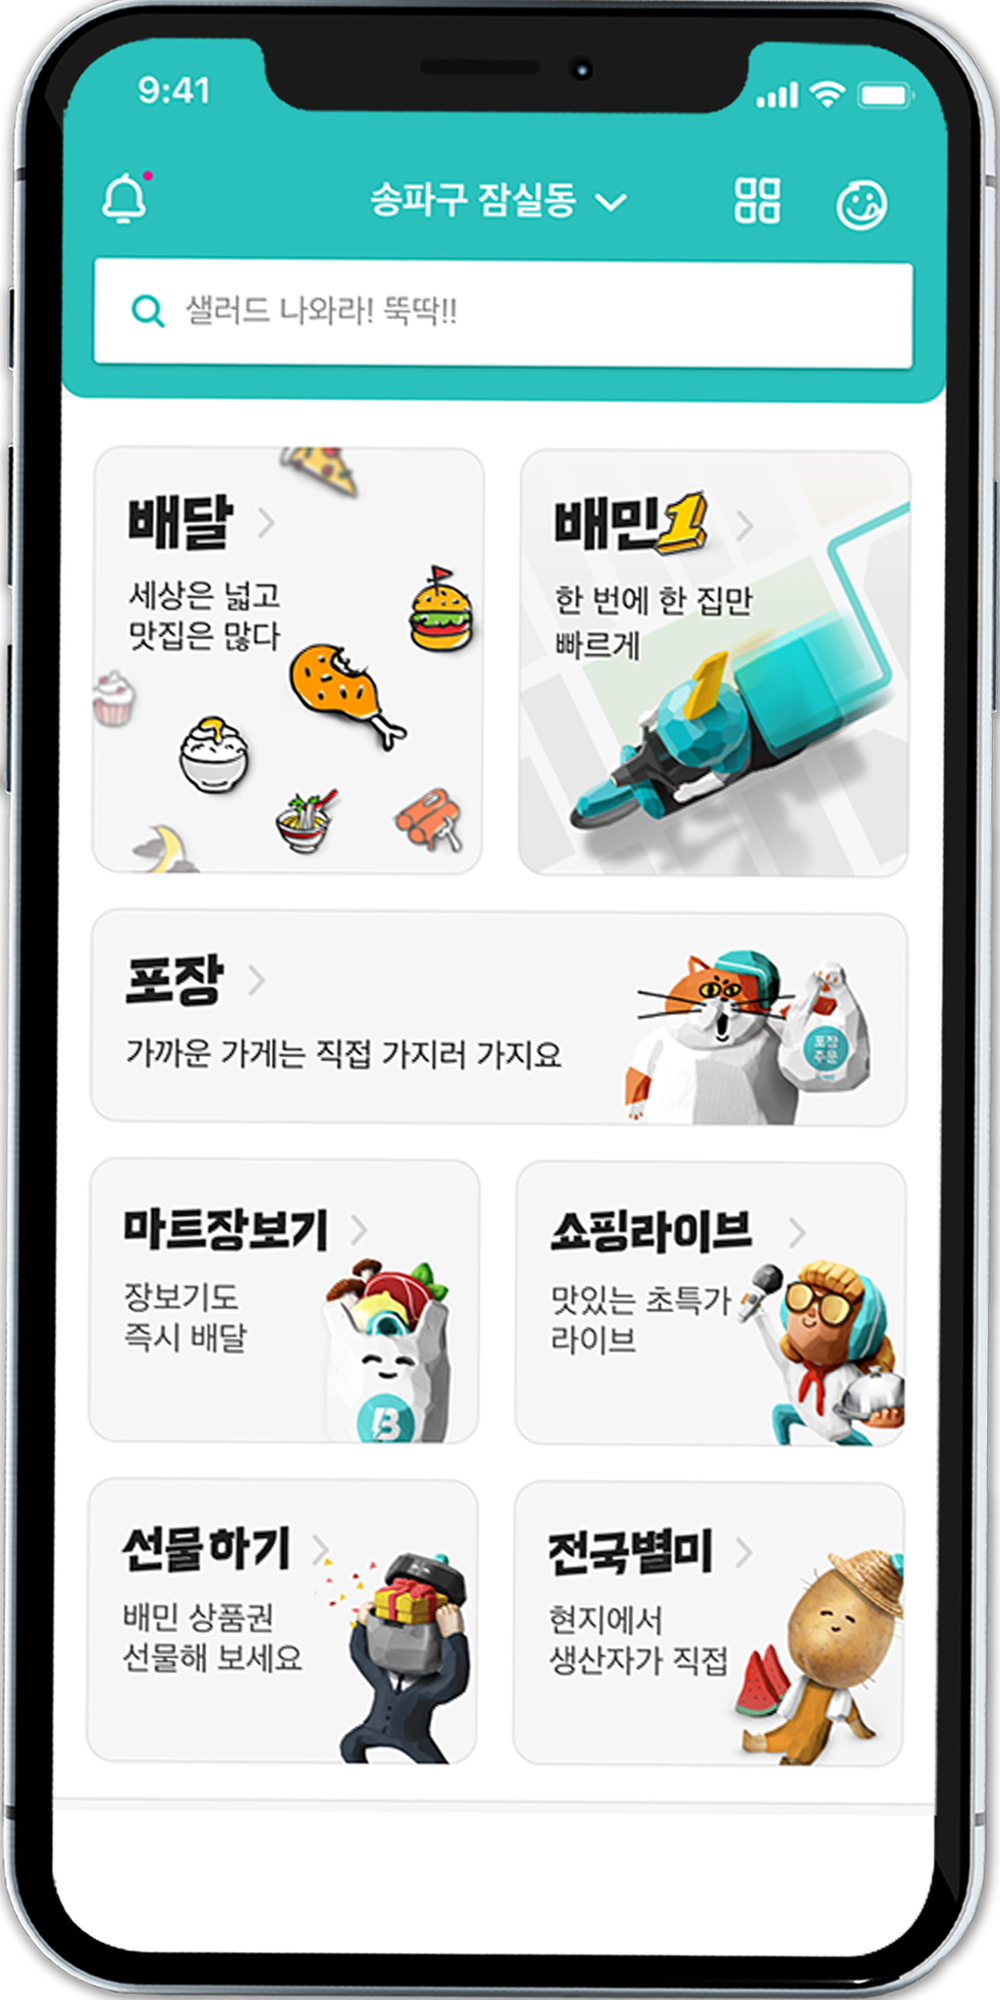 9:41
송파구 잠실동
샐러드 나와라! 뚝딱!!
배달
세상은 넓고
맛집은 많다
배민1
한 번에 한 집만
빠르게
포장
가까운 가게는 직접 가지러 가지요
포장
주문
마트장보기
장보기도
즉시 배달
B
쇼핑라이브
맛있는 초특가
라이브
선물하기
배민 상품권
선물해 보세요
전국별미
현지에서
생산자가 직접